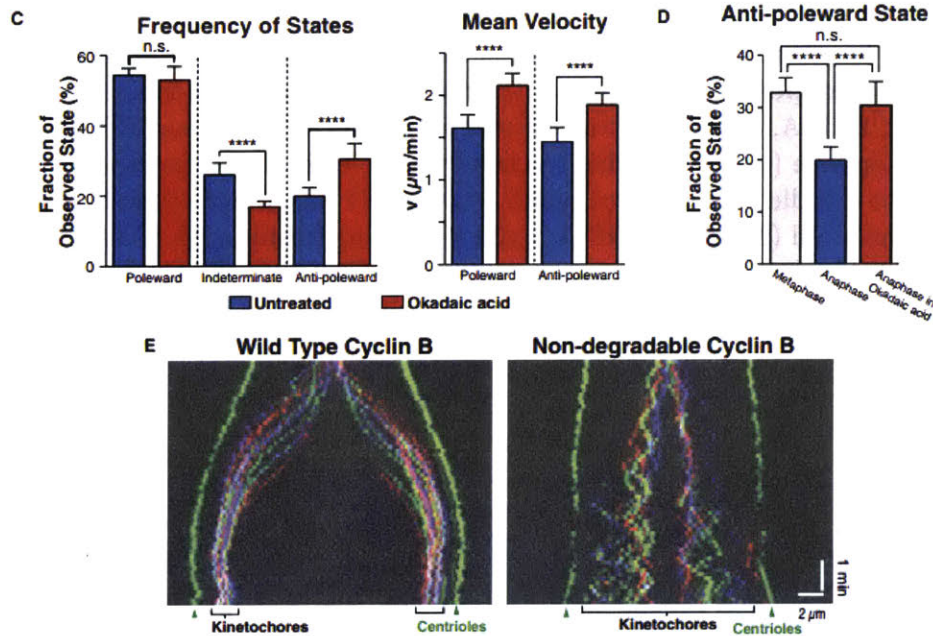 C
Frequency of States
Fraction of
Observed State (%)
60
40
20
0
n.s.
****
****
Poleward
Indeterminate
Anti-poleward
Mean Velocity
v (µm/min)
2
1
0
****
****
Poleward
Anti-poleward
Untreated
Okadaic acid
D
Anti-poleward State
Fraction of
Observed State (%)
40
30
20
10
0
n.s.
****
****
Metaphase
Anaphase
Anaphase in
Okadaic acid
E
Wild Type Cyclin B
Non-degradable Cyclin B
Kinetochores
Centrioles
Kinetochores
1 min
2 µm